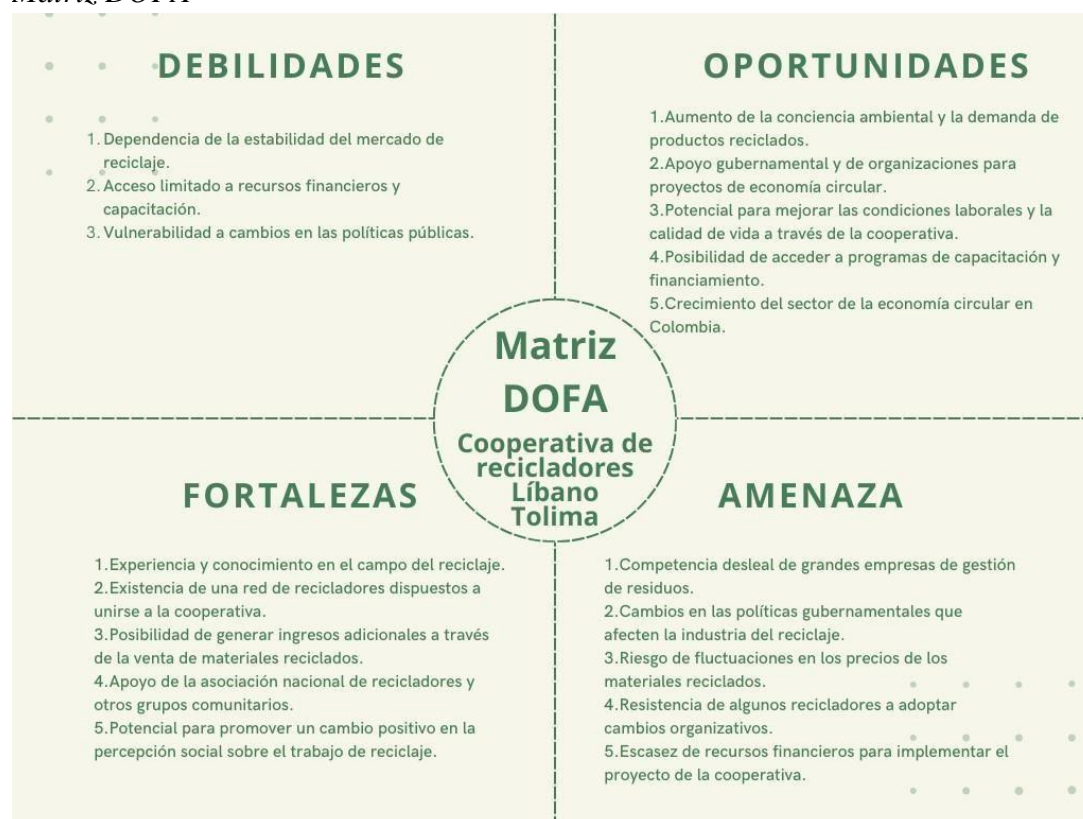 Matriz DOFA
DEBILIDADES
1. Dependencia de la estabilidad del mercado de
reciclaje.
2. Acceso limitado a recursos financieros y
capacitación.
3. Vulnerabilidad a cambios en las políticas públicas.
OPORTUNIDADES
1.Aumento de la conciencia ambiental y la demanda de
productos reciclados.
2.Apoyo gubernamental y de organizaciones para
proyectos de economía circular.
3.Potencial para mejorar las condiciones laborales y la
calidad de vida a través de la cooperativa.
4.Posibilidad de acceder a programas de capacitación y
financiamiento.
5.Crecimiento del sector de la economía circular en
Colombia.
Matriz
DOFA
Cooperativa de
recicladores
Líbano
Tolima
FORTALEZAS
1.Experiencia y conocimiento en el campo del reciclaje.
2.Existencia de una red de recicladores dispuestos a
unirse a la cooperativa.
3.Posibilidad de generar ingresos adicionales a través
de la venta de materiales reciclados.
4.Apoyo de la asociación nacional de recicladores y
otros grupos comunitarios.
5.Potencial para promover un cambio positivo en la
percepción social sobre el trabajo de reciclaje.
AMENAZA
1.Competencia desleal de grandes empresas de gestión
de residuos.
2.Cambios en las políticas gubernamentales que
afecten la industria del reciclaje.
3.Riesgo de fluctuaciones en los precios de los
materiales reciclados.
4.Resistencia de algunos recicladores a adoptar
cambios organizativos.
5.Escasez de recursos financieros para implementar el
proyecto de la cooperativa.